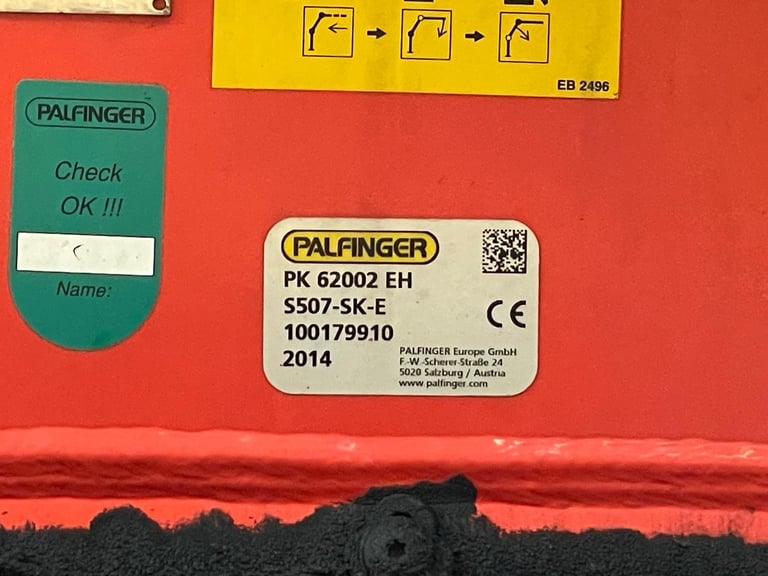 EB 2496
PALFINGER
Check
OK !!!
Name:
PALFINGER
PK 62002 EH
S507-SK-E
100179910
2014
PALFINGER Europe GmbH
F.-W.-Scherer-Straße 24
5020 Salzburg / Austria
www.palfinger.com
CE